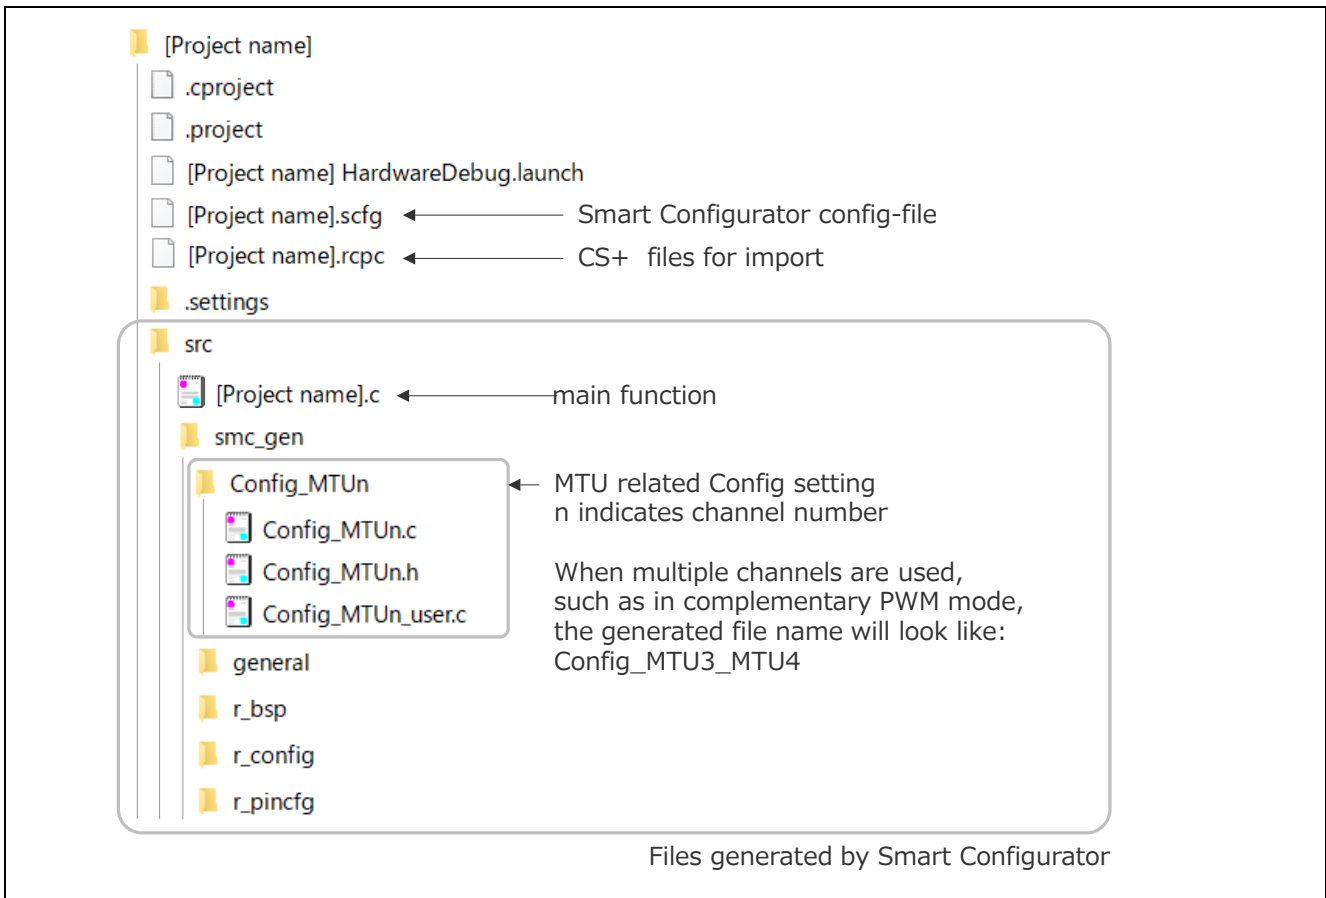 [Project name]
.cproject
.project
[Project name] HardwareDebug.launch
[Project name].scfg
Smart Configurator config-file
[Project name].rcpc
CS+ files for import
.settings
src
[Project name].c
main function
smc_gen
Config_MTUn
MTU related Config setting
n indicates channel number
Config_MTUn.c
Config_MTUn.h
Config_MTUn_user.c
When multiple channels are used,
such as in complementary PWM mode,
the generated file name will look like:
Config_MTU3_MTU4
general
r_bsp
r_config
r_pincfg
Files generated by Smart Configurator